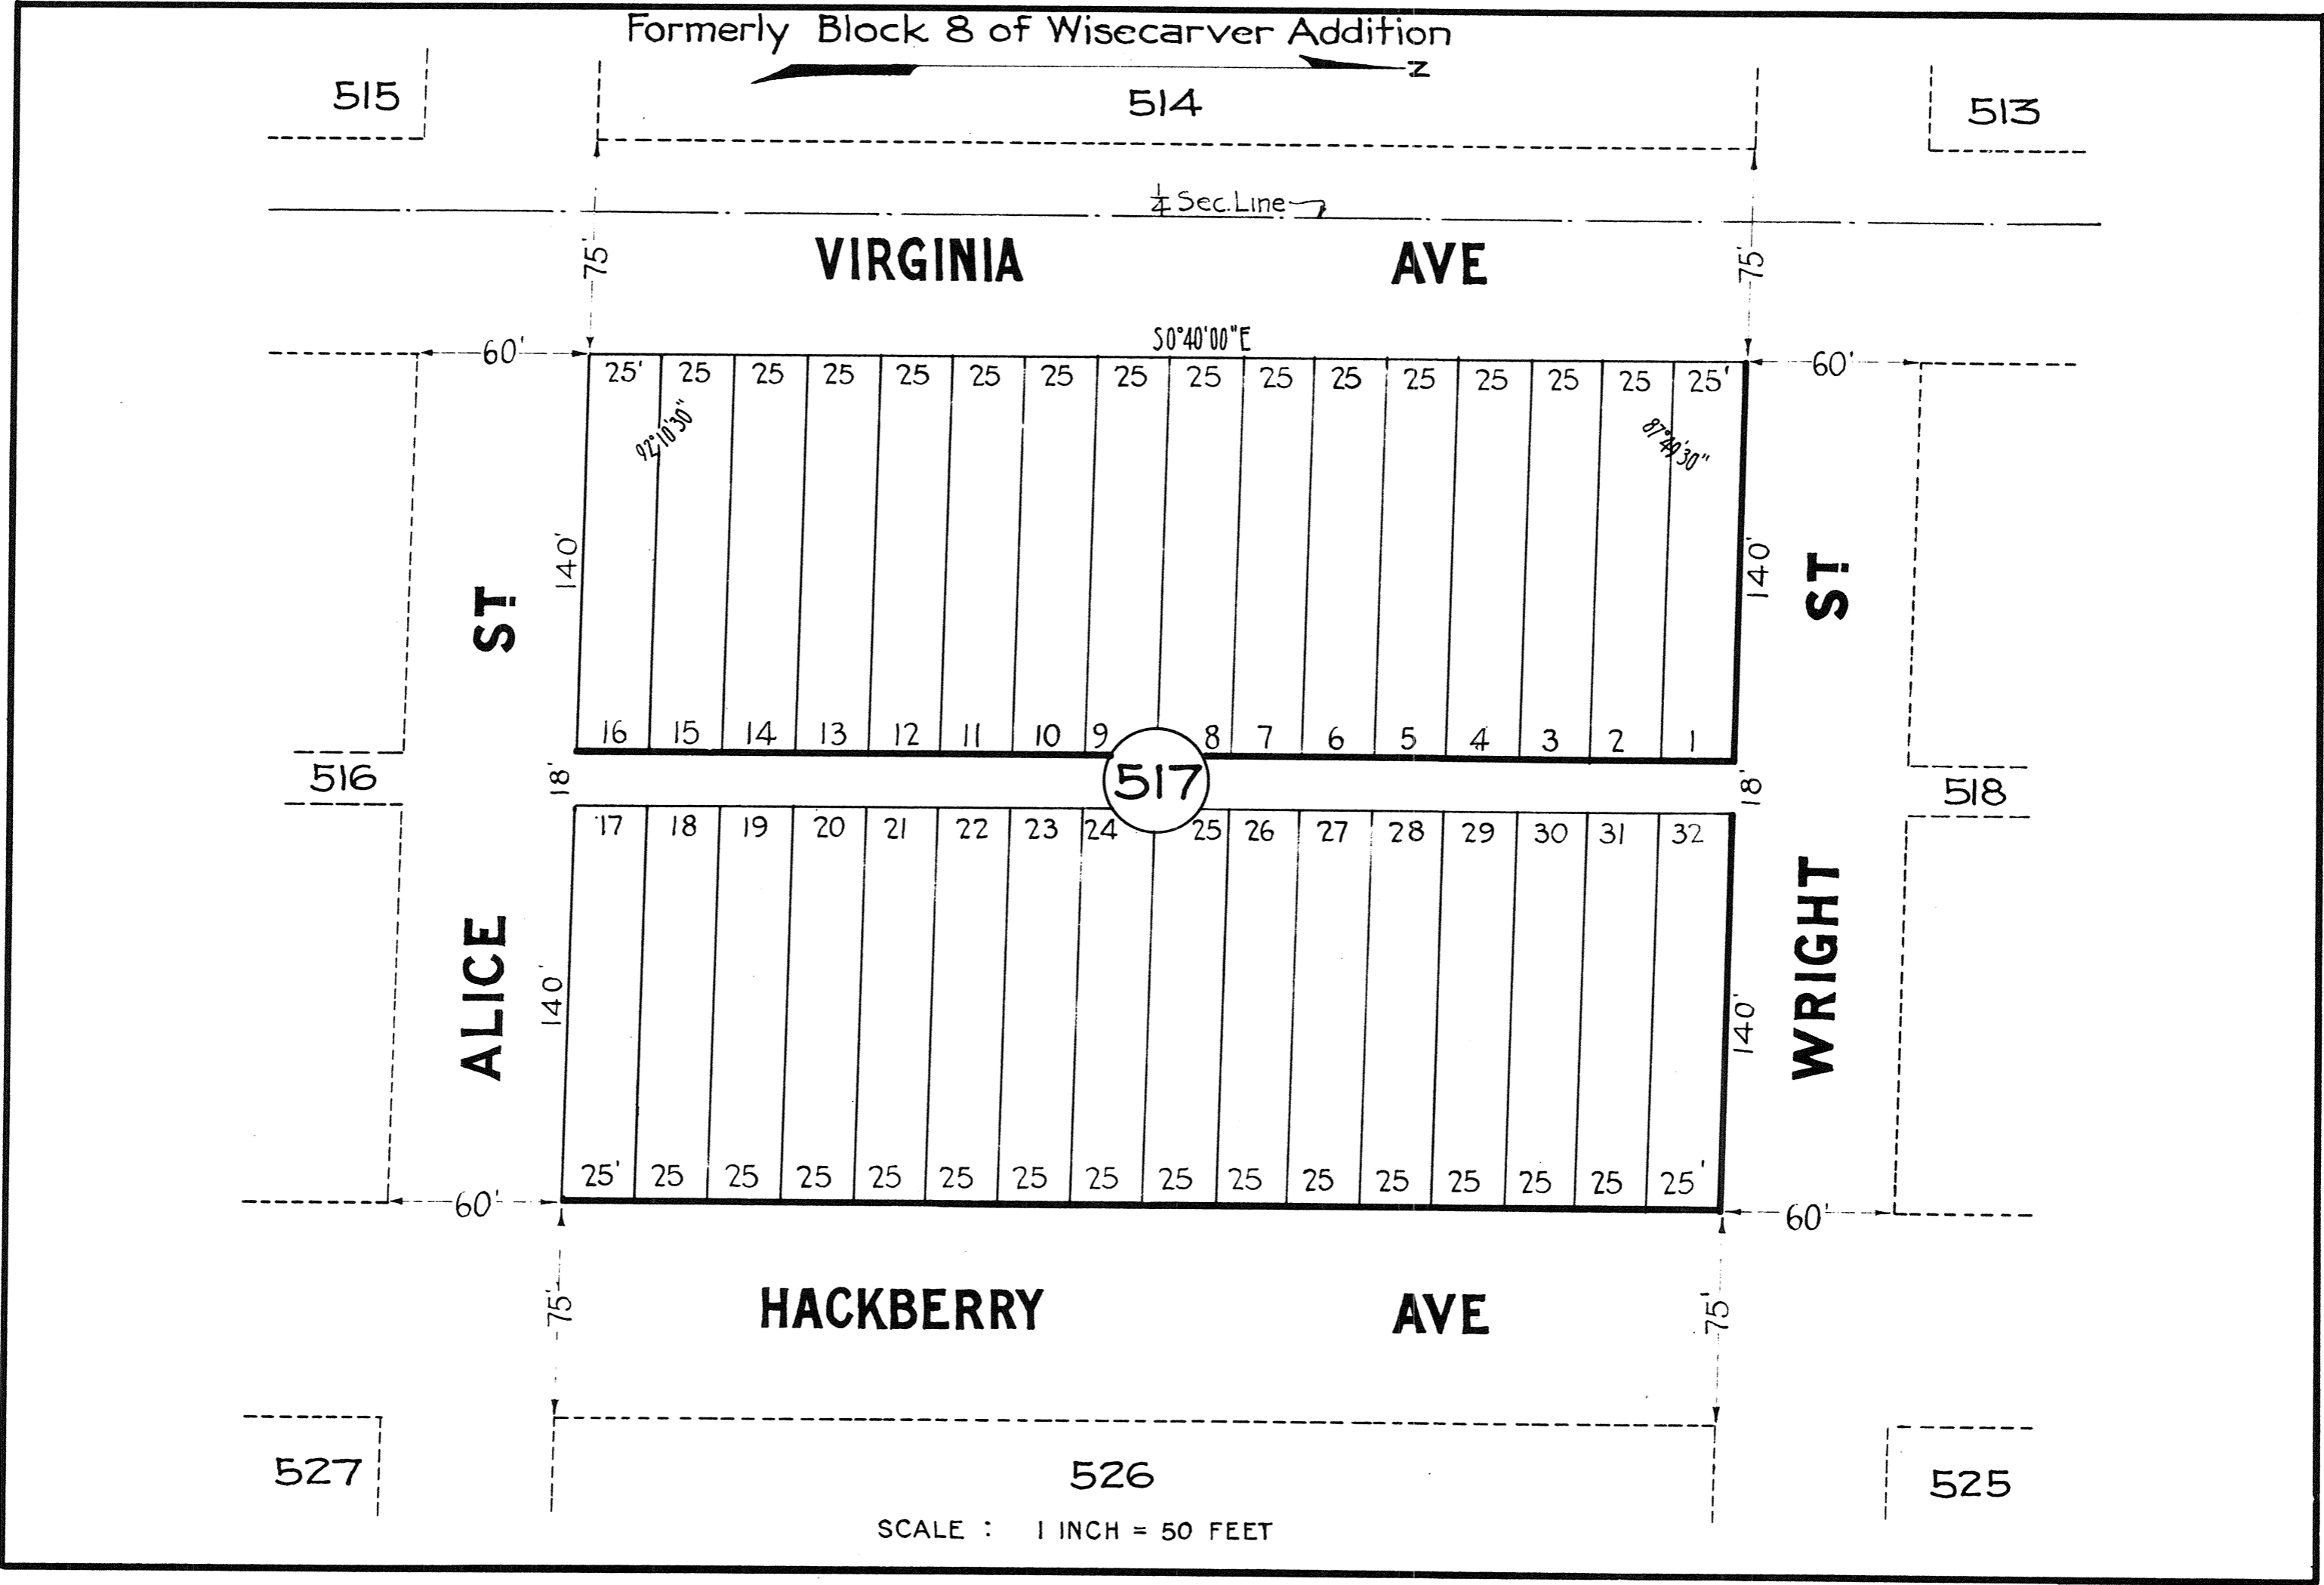 Formerly Block 8 of Wisecarver Addition
N
515
514
513
¼ Sec. Line
75'
VIRGINIA AVE
75'
S0°40'00"E
60'
60'
25' 25 25 25 25 25 25 25 25 25 25 25 25 25 25 25'
92°10'30"
87°49'30"
140'
140'
ST.
ST.
16 15 14 13 12 11 10 9 8 7 6 5 4 3 2 1
516
18'
517
18'
518
17 18 19 20 21 22 23 24 25 26 27 28 29 30 31 32
ALICE
140'
140'
WRIGHT
25' 25 25 25 25 25 25 25 25 25 25 25 25 25 25 25'
60'
60'
75'
HACKBERRY AVE
75'
527
526
525
SCALE : 1 INCH = 50 FEET